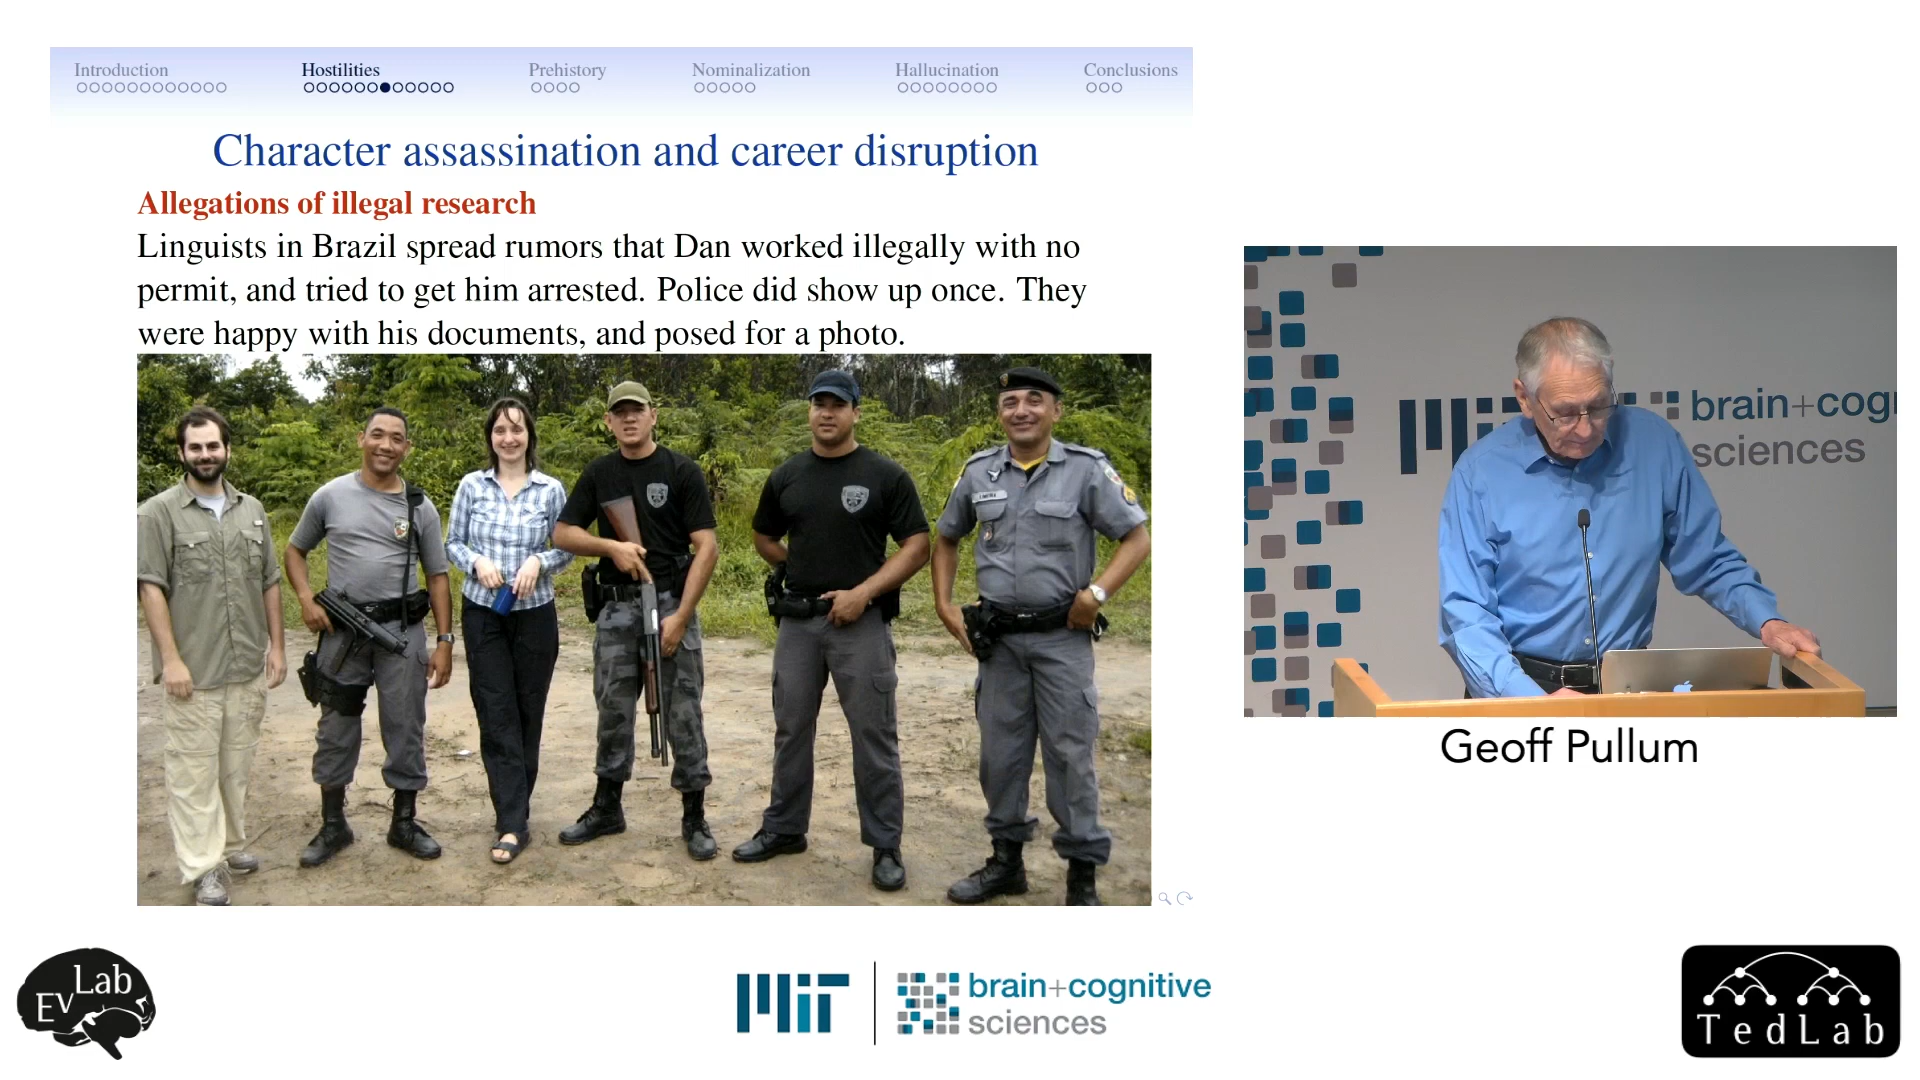 Introduction
Hostilities
Prehistory
Nominalization
Hallucination
Conclusions
Character assassination and career disruption
Allegations of illegal research
Linguists in Brazil spread rumors that Dan worked illegally with no
permit, and tried to get him arrested. Police did show up once. They
were happy with his documents, and posed for a photo.
MIT
brain+cog
sciences
Geoff Pullum
EvLab
MIT
brain+cognitive
sciences
TedLab